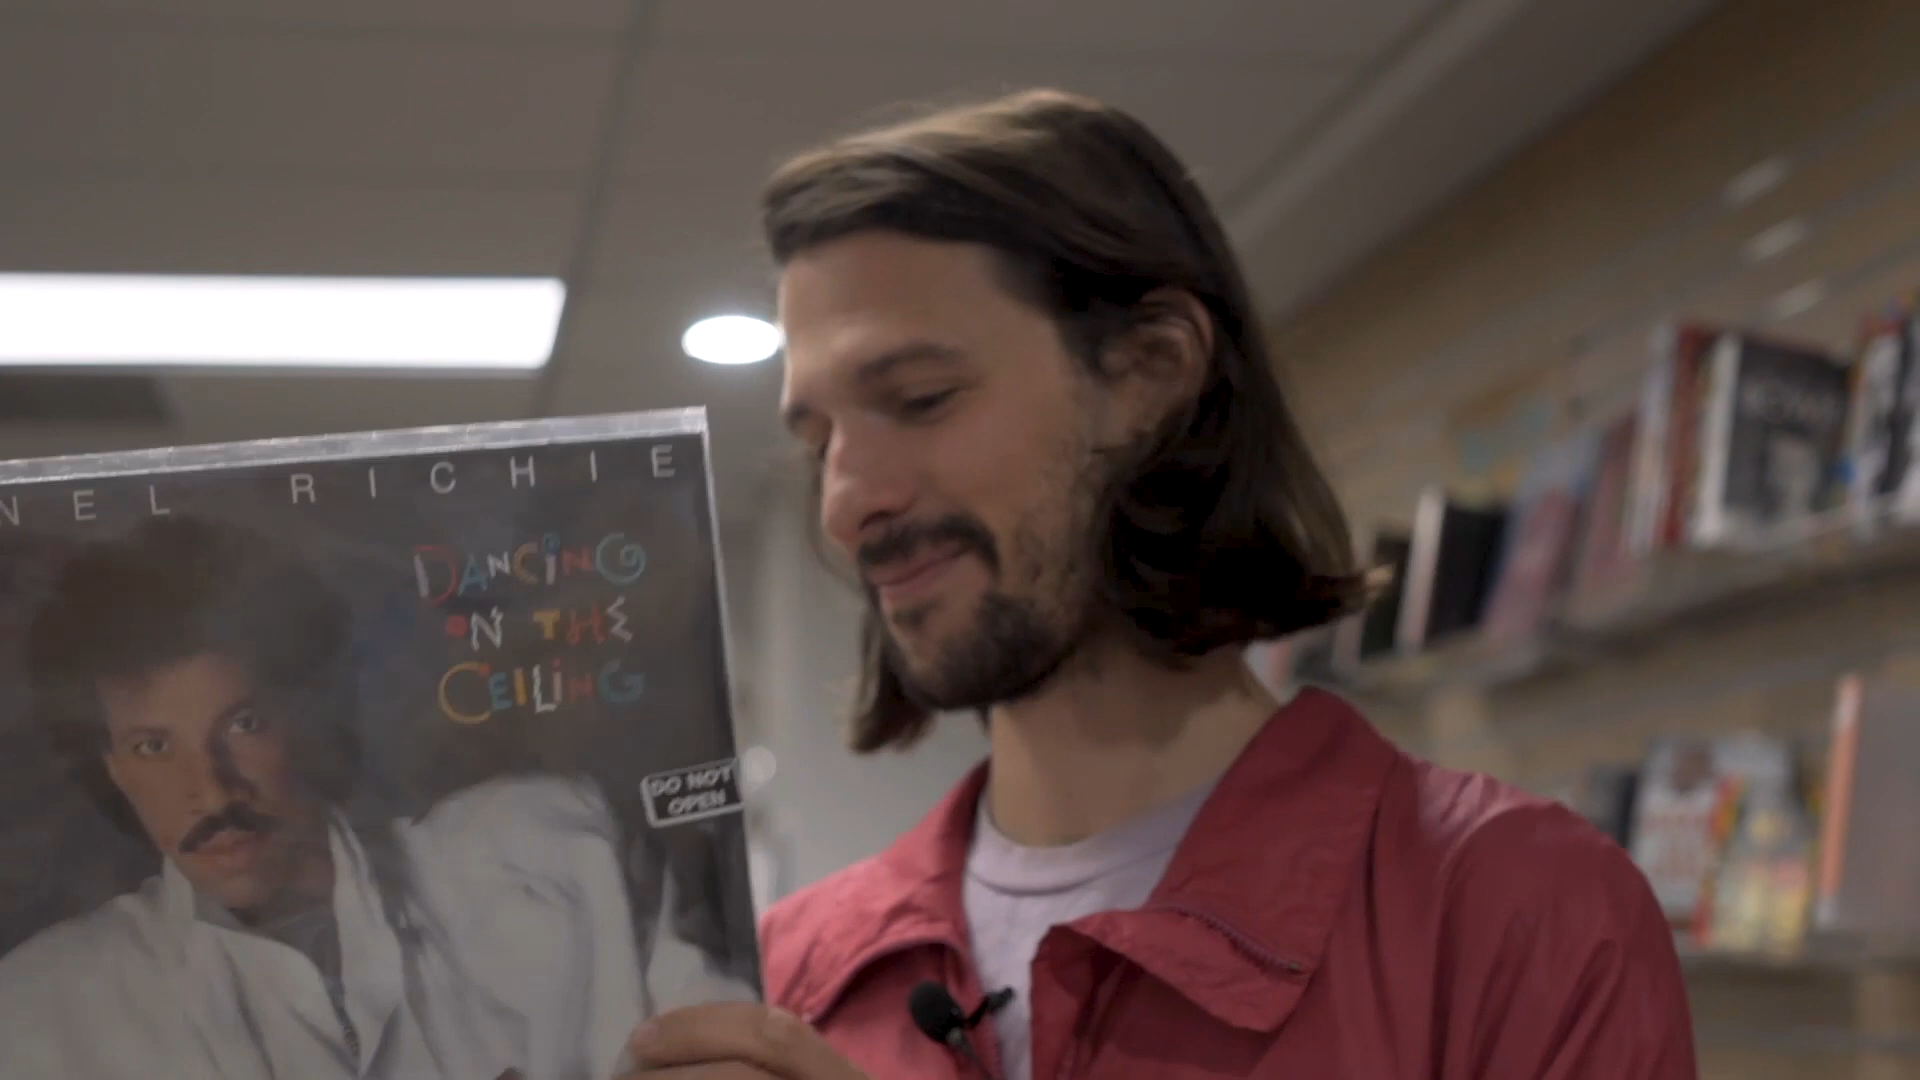 NEL RICHIE
DANCiNG
ON THE
CEiLiNG
DO NOT
OPEN